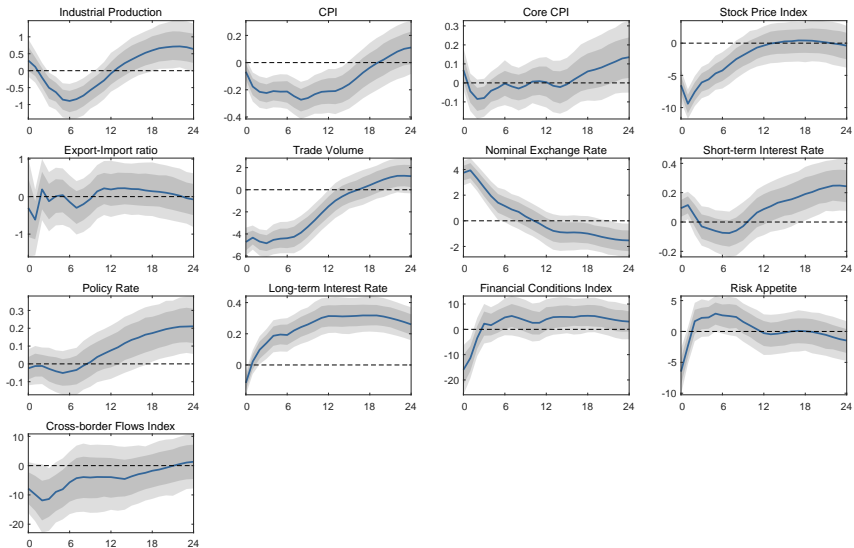 Industrial Production
1
0
-1
0 6 12 18 24
CPI
0.2
0
-0.2
-0.4
0 6 12 18 24
Core CPI
0.3
0.2
0.1
0
-0.1
0 6 12 18 24
Stock Price Index
0
-5
-10
0 6 12 18 24
Export-Import ratio
1
0
-1
0 6 12 18 24
Trade Volume
2
0
-2
-4
-6
0 6 12 18 24
Nominal Exchange Rate
4
2
0
-2
0 6 12 18 24
Short-term Interest Rate
0.4
0.2
0
-0.2
0 6 12 18 24
Policy Rate
0.3
0.2
0.1
0
-0.1
0 6 12 18 24
Long-term Interest Rate
0.4
0.2
0
0 6 12 18 24
Financial Conditions Index
10
0
-10
-20
0 6 12 18 24
Risk Appetite
5
0
-5
-10
0 6 12 18 24
Cross-border Flows Index
10
0
-10
-20
0 6 12 18 24